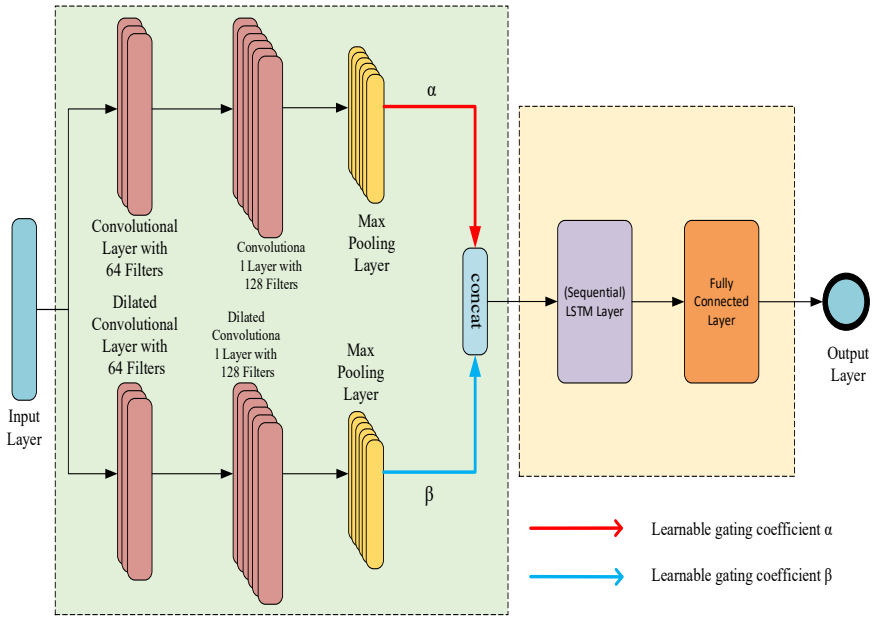 α
Convolutional
Layer with
64 Filters
Convolutiona
l Layer with
128 Filters
Max
Pooling
Layer
Dilated
Convolutional
Layer with
64 Filters
Dilated
Convolutiona
l Layer with
128 Filters
Max
Pooling
Layer
β
concat
Input
Layer
(Sequential)
LSTM Layer
Fully
Connected
Layer
Output
Layer
Learnable gating coefficient α
Learnable gating coefficient β